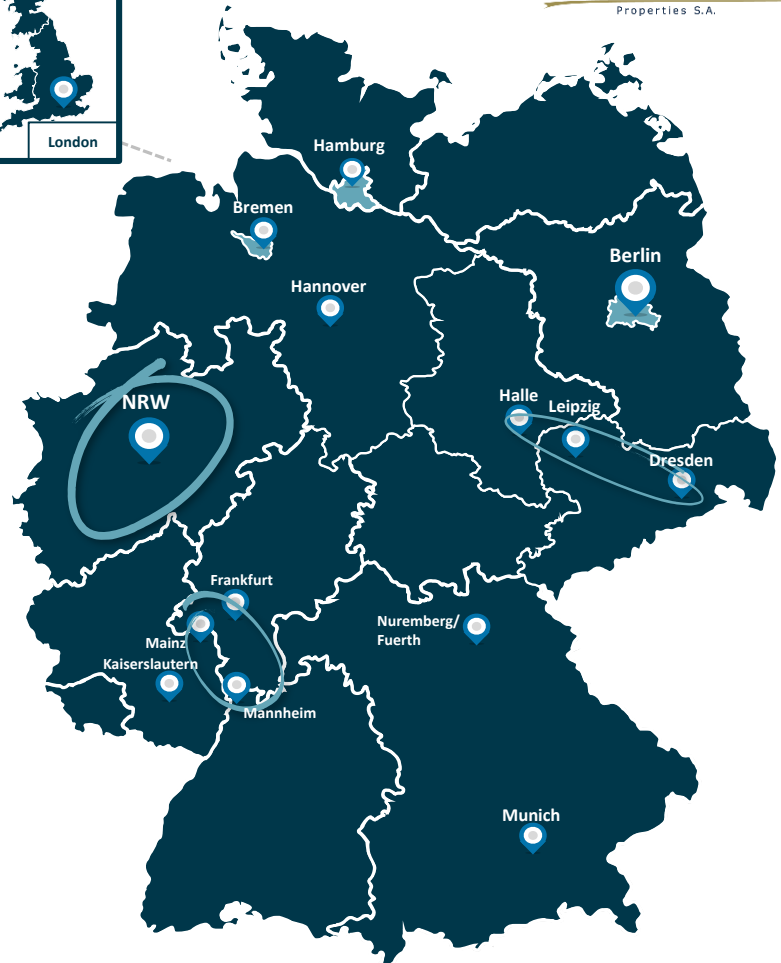 Properties S.A.
London
Hamburg
Bremen
Berlin
Hannover
Halle
Leipzig
NRW
Dresden
Frankfurt
Nuremberg/
Fuerth
Mainz
Kaiserslautern
Mannheim
Munich